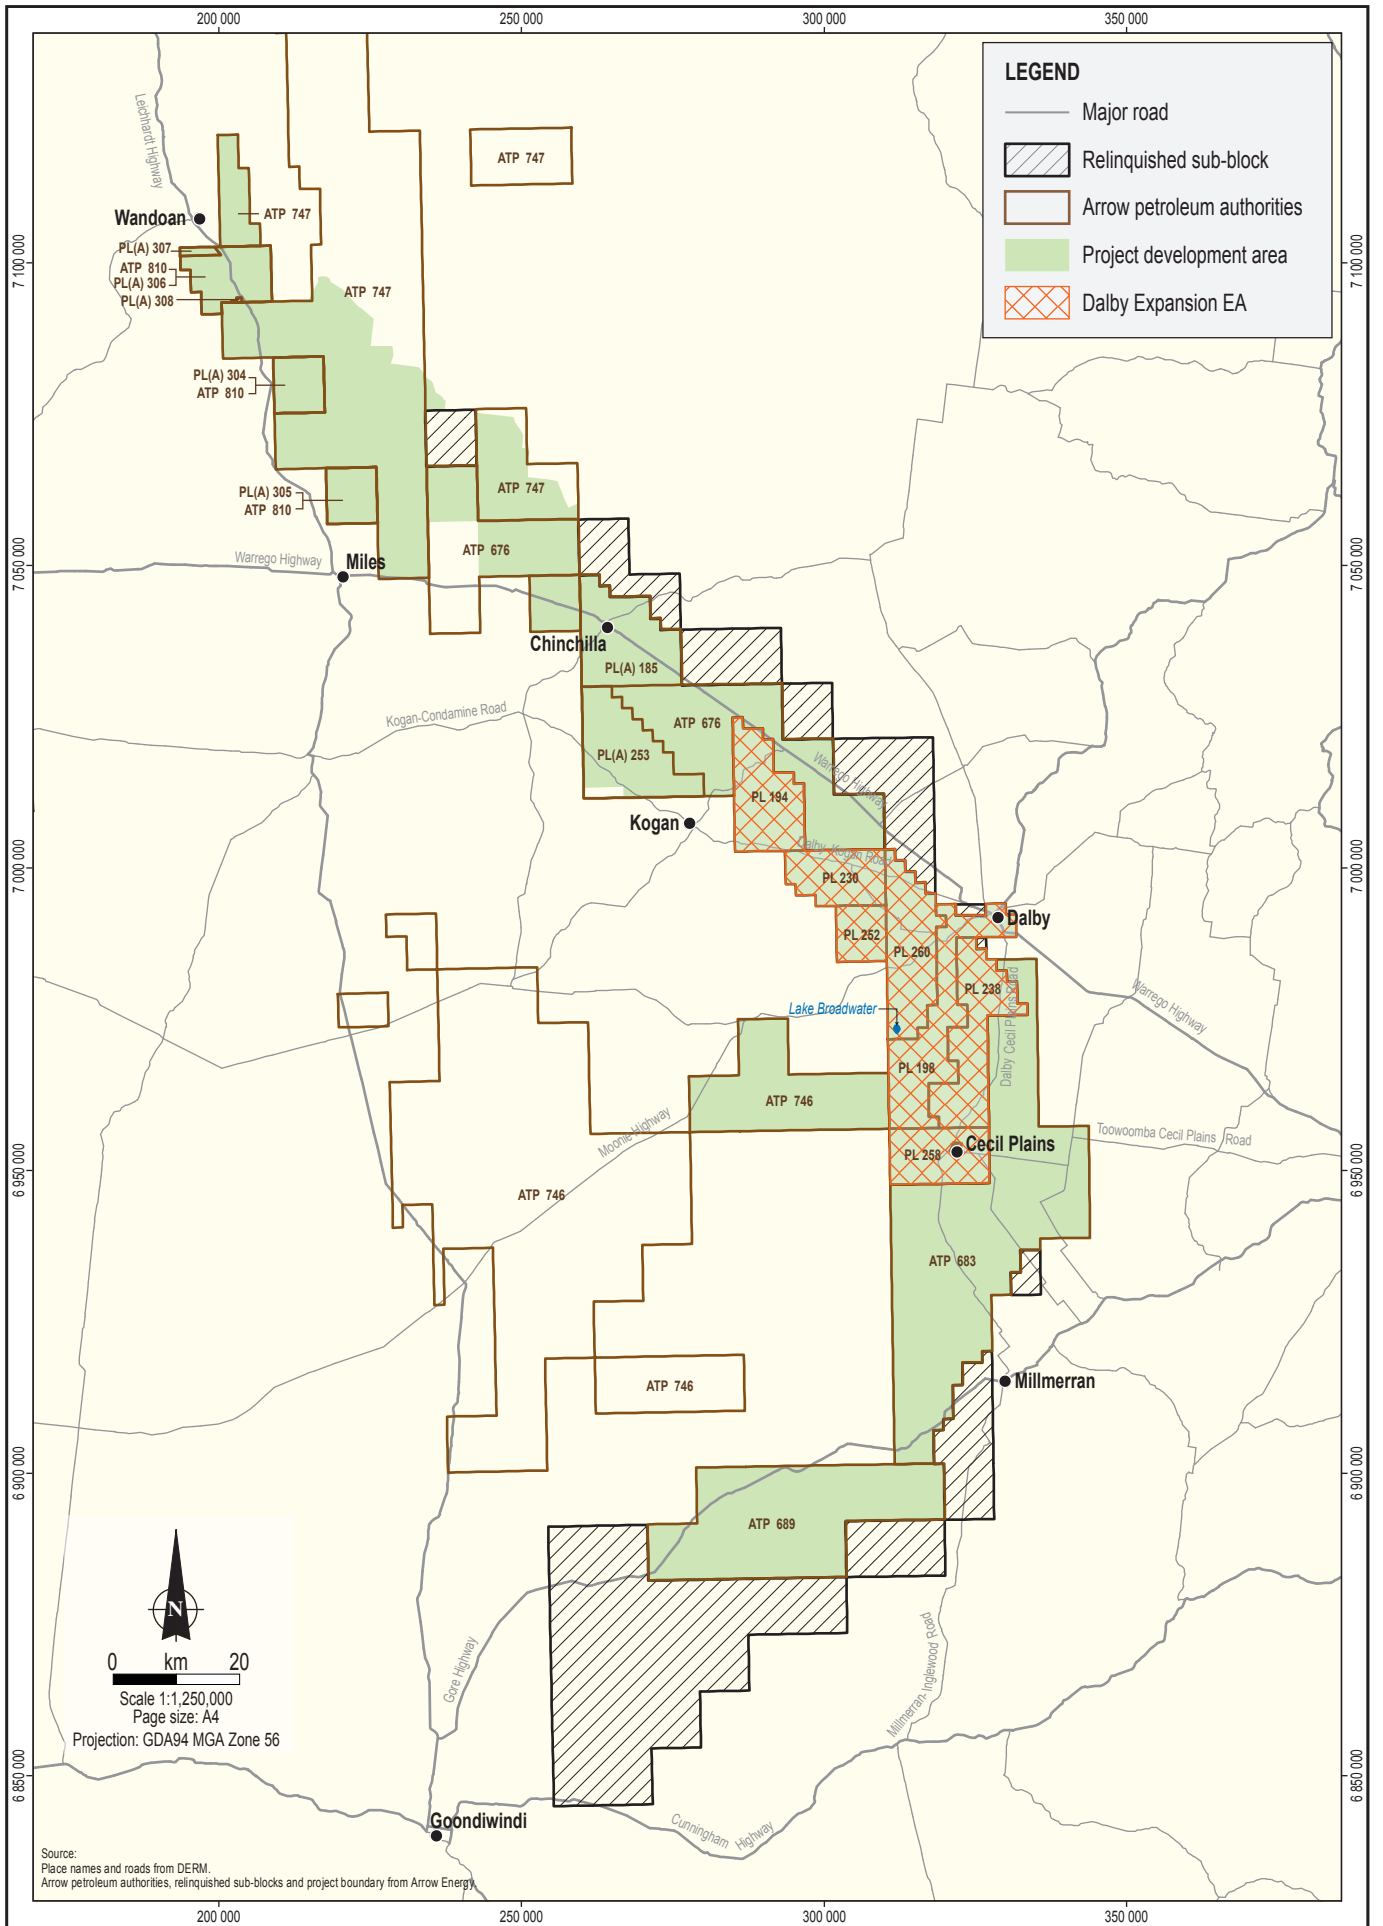 200 000
250 000
300 000
350 000
LEGEND
Major road
Relinquished sub-block
Arrow petroleum authorities
Project development area
Dalby Expansion EA
Leichhardt Highway
ATP 747
Wandoan
ATP 747
PL(A) 307
ATP 810
PL(A) 306
PL(A) 308
ATP 747
7 100 000
7 100 000
PL(A) 304
ATP 810
PL(A) 305
ATP 810
ATP 747
ATP 676
Warrego Highway
Miles
7 050 000
7 050 000
Chinchilla
PL(A) 185
Kogan-Condamine Road
ATP 676
PL(A) 253
Warrego Highway
PL 194
Kogan
Dalby Kogan Road
7 000 000
7 000 000
PL 230
Dalby
PL 252
PL 260
PL 238
Warrego Highway
Lake Broadwater
Dalby Cecil Plains Road
PL 198
ATP 746
Moonie Highway
Toowoomba Cecil Plains Road
Cecil Plains
PL 258
6 950 000
6 950 000
ATP 746
ATP 683
ATP 746
Millmerran
6 900 000
6 900 000
ATP 689
N
0 km 20
Scale 1:1,250,000
Page size: A4
Projection: GDA94 MGA Zone 56
Gore Highway
Millmerran-Inglewood Road
6 850 000
6 850 000
Goondiwindi
Cunningham Highway
Source:
Place names and roads from DERM.
Arrow petroleum authorities, relinquished sub-blocks and project boundary from Arrow Energy.
200 000
250 000
300 000
350 000